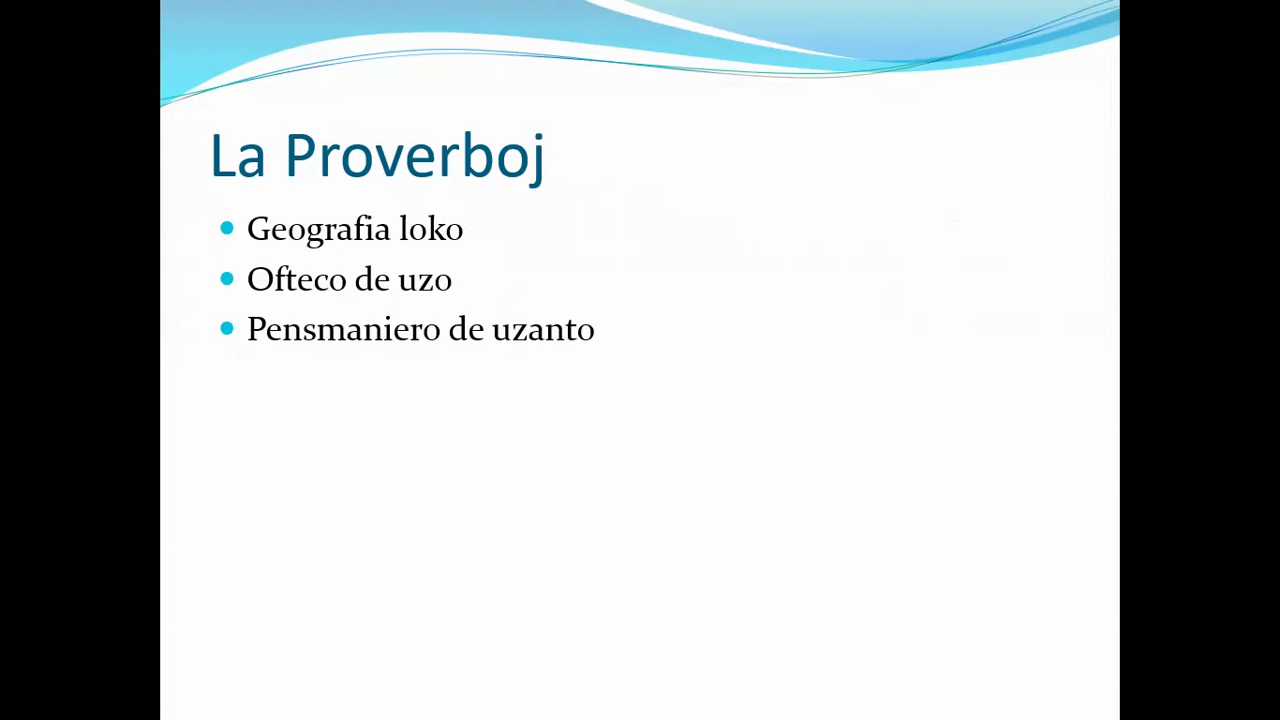 La Proverboj
Geografia loko
Ofteco de uzo
Pensmaniero de uzanto